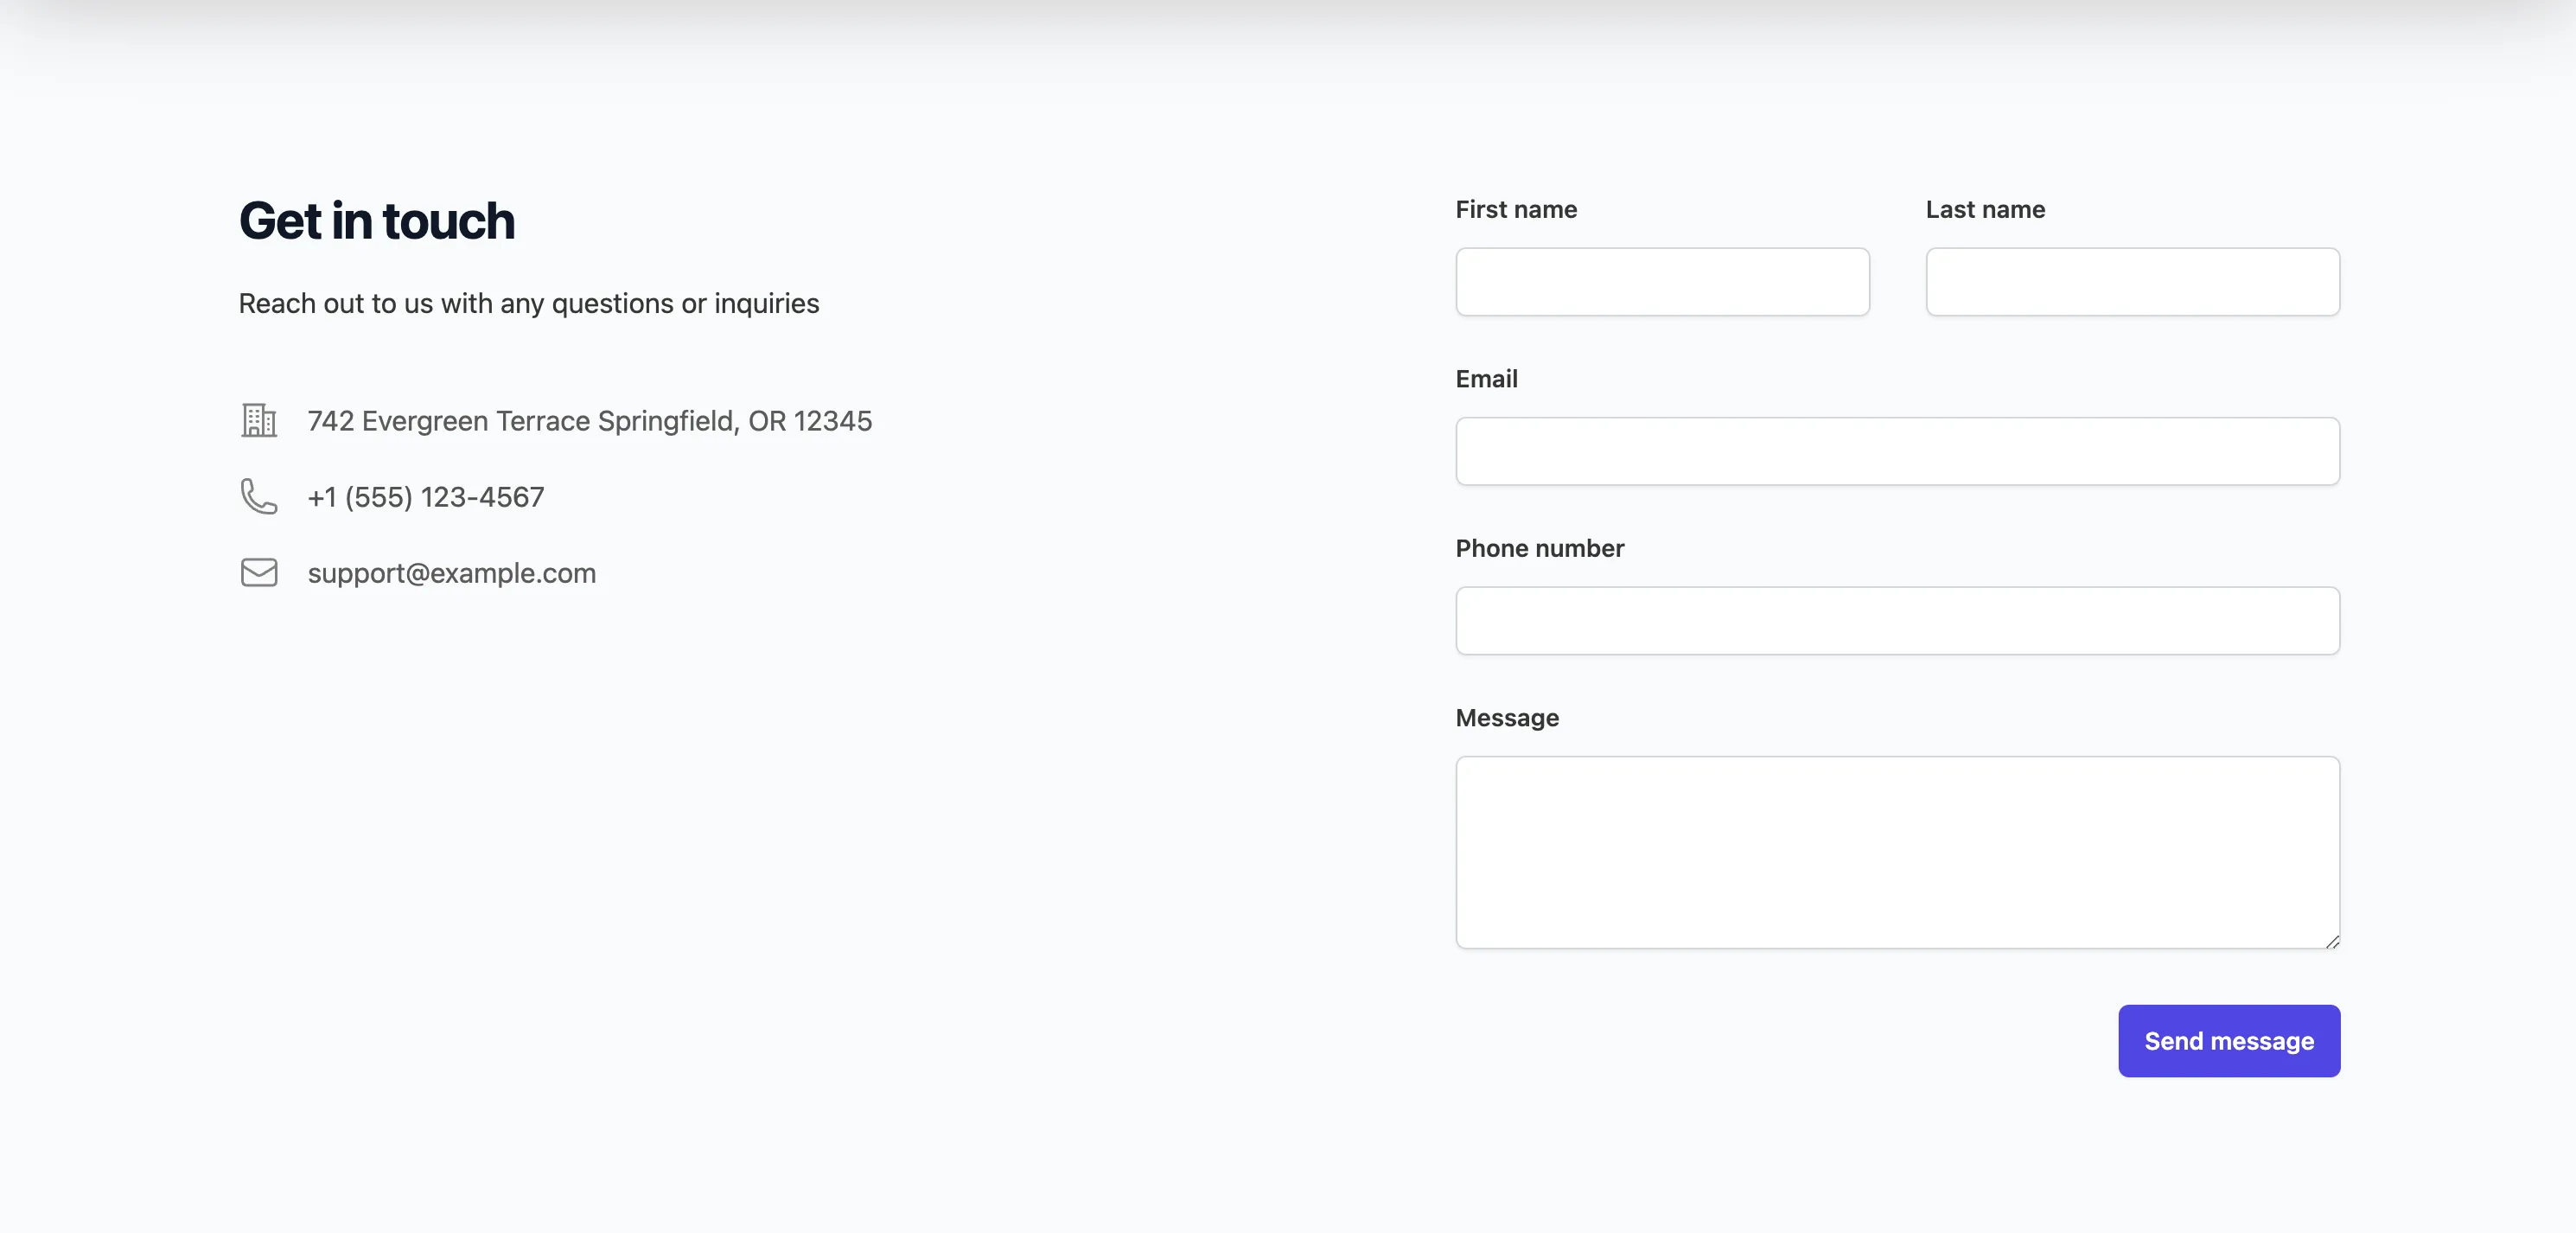 Get in touch
Reach out to us with any questions or inquiries
742 Evergreen Terrace Springfield, OR 12345
+1 (555) 123-4567
support@example.com
First name
Last name
Email
Phone number
Message
Send message